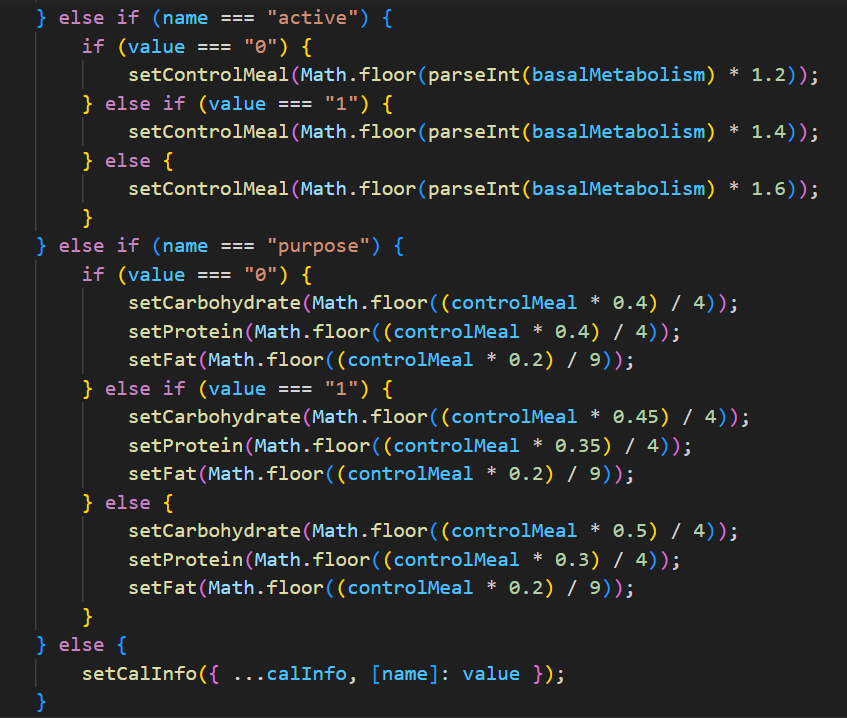 } else if (name === "active") {
    if (value === "0") {
        setControlMeal(Math.floor(parseInt(basalMetabolism) * 1.2));
    } else if (value === "1") {
        setControlMeal(Math.floor(parseInt(basalMetabolism) * 1.4));
    } else {
        setControlMeal(Math.floor(parseInt(basalMetabolism) * 1.6));
    }
} else if (name === "purpose") {
    if (value === "0") {
        setCarbohydrate(Math.floor((controlMeal * 0.4) / 4));
        setProtein(Math.floor((controlMeal * 0.4) / 4));
        setFat(Math.floor((controlMeal * 0.2) / 9));
    } else if (value === "1") {
        setCarbohydrate(Math.floor((controlMeal * 0.45) / 4));
        setProtein(Math.floor((controlMeal * 0.35) / 4));
        setFat(Math.floor((controlMeal * 0.2) / 9));
    } else {
        setCarbohydrate(Math.floor((controlMeal * 0.5) / 4));
        setProtein(Math.floor((controlMeal * 0.3) / 4));
        setFat(Math.floor((controlMeal * 0.2) / 9));
    }
} else {
    setCalInfo({ ...calInfo, [name]: value });
}